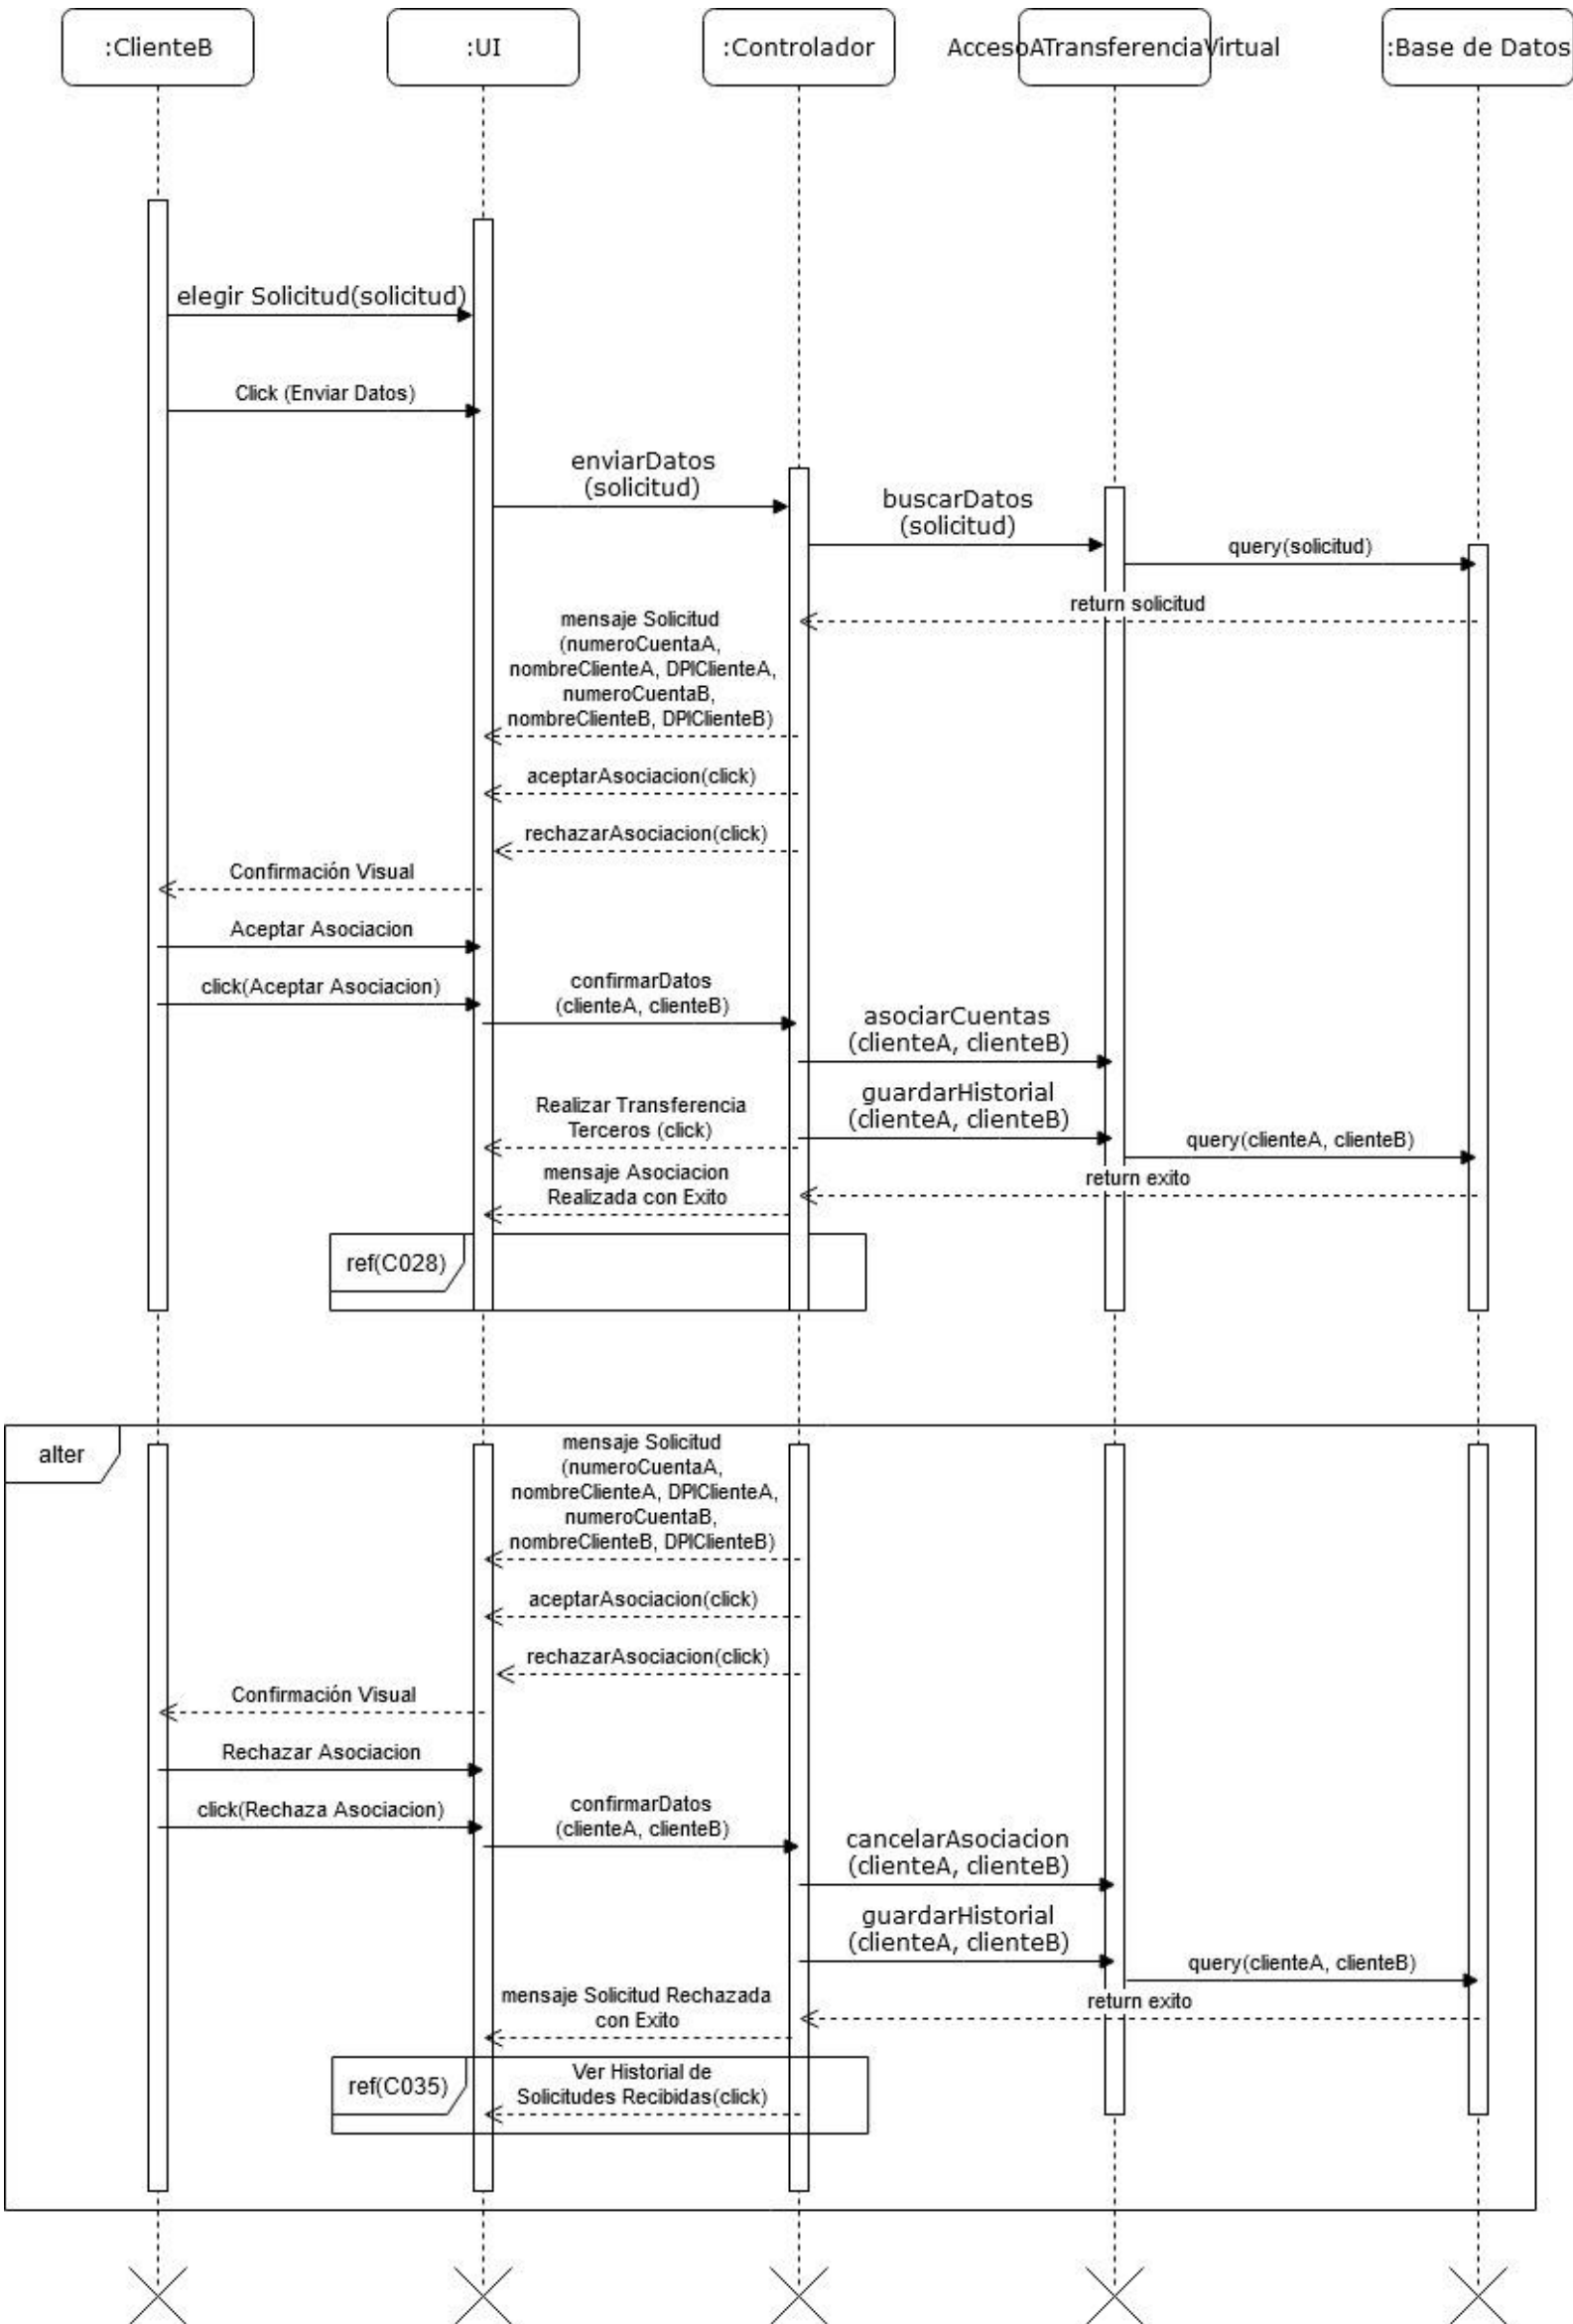 :ClienteB
:UI
:Controlador
AccesoATransferenciaVirtual
:Base de Datos
elegir Solicitud(solicitud)
Click (Enviar Datos)
enviarDatos
(solicitud)
buscarDatos
(solicitud)
query(solicitud)
return solicitud
mensaje Solicitud
(numeroCuentaA,
nombreClienteA, DPIClienteA,
numeroCuentaB,
nombreClienteB, DPIClienteB)
aceptarAsociacion(click)
rechazarAsociacion(click)
Confirmación Visual
Aceptar Asociacion
click(Aceptar Asociacion)
confirmarDatos
(clienteA, clienteB)
asociarCuentas
(clienteA, clienteB)
guardarHistorial
(clienteA, clienteB)
Realizar Transferencia
Terceros (click)
query(clienteA, clienteB)
return exito
mensaje Asociacion
Realizada con Exito
ref(C028)
alter
mensaje Solicitud
(numeroCuentaA,
nombreClienteA, DPIClienteA,
numeroCuentaB,
nombreClienteB, DPIClienteB)
aceptarAsociacion(click)
rechazarAsociacion(click)
Confirmación Visual
Rechazar Asociacion
click(Rechaza Asociacion)
confirmarDatos
(clienteA, clienteB)
cancelarAsociacion
(clienteA, clienteB)
guardarHistorial
(clienteA, clienteB)
query(clienteA, clienteB)
return exito
mensaje Solicitud Rechazada
con Exito
ref(C035)
Ver Historial de
Solicitudes Recibidas(click)